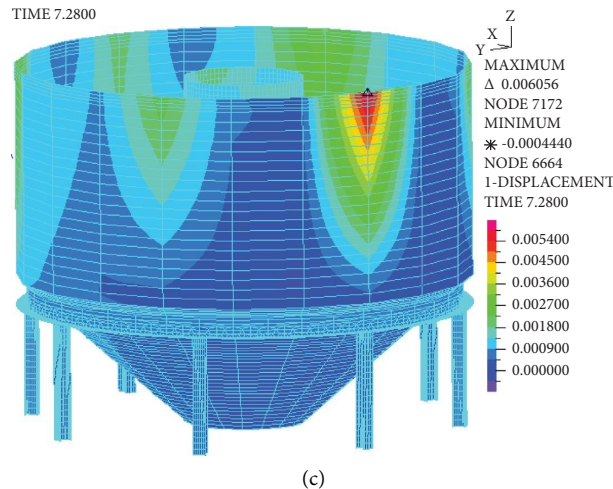 TIME 7.2800
Z
X
Y
MAXIMUM
Δ 0.006056
NODE 7172
MINIMUM
✳ -0.0004440
NODE 6664
1-DISPLACEMENT
TIME 7.2800
0.005400
0.004500
0.003600
0.002700
0.001800
0.000900
0.000000
(c)